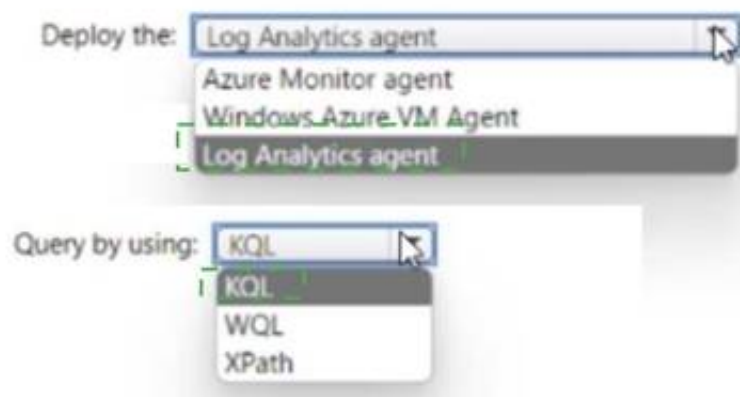 Deploy the: Log Analytics agent
Azure Monitor agent
Windows Azure VM Agent
Log Analytics agent
Query by using: KQL
KQL
WQL
XPath